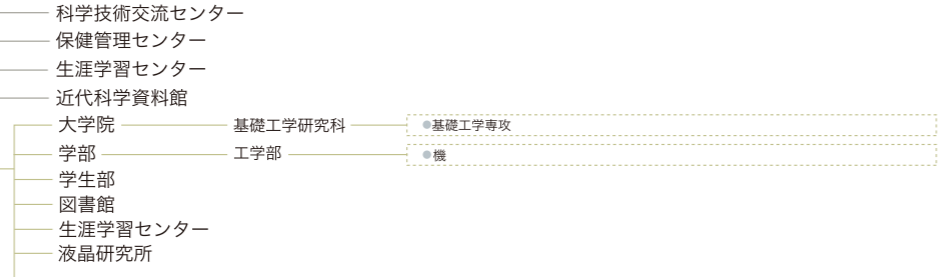 科学技術交流センター
保健管理センター
生涯学習センター
近代科学資料館
大学院 基礎工学研究科 ●基礎工学専攻
学部 工学部 ●機
学生部
図書館
生涯学習センター
液晶研究所